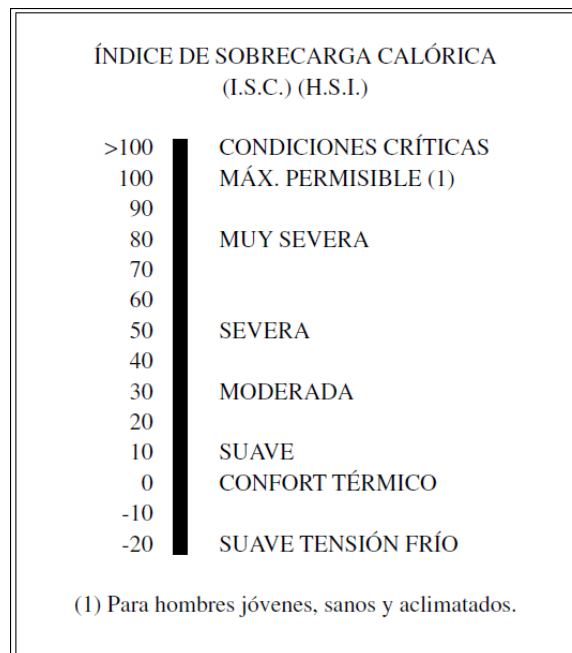 ÍNDICE DE SOBRECARGA CALÓRICA
(I.S.C.) (H.S.I.)
>100 CONDICIONES CRÍTICAS
100 MÁX. PERMISIBLE (1)
90
80 MUY SEVERA
70
60
50 SEVERA
40
30 MODERADA
20
10 SUAVE
0 CONFORT TÉRMICO
-10
-20 SUAVE TENSIÓN FRÍO
(1) Para hombres jóvenes, sanos y aclimatados.